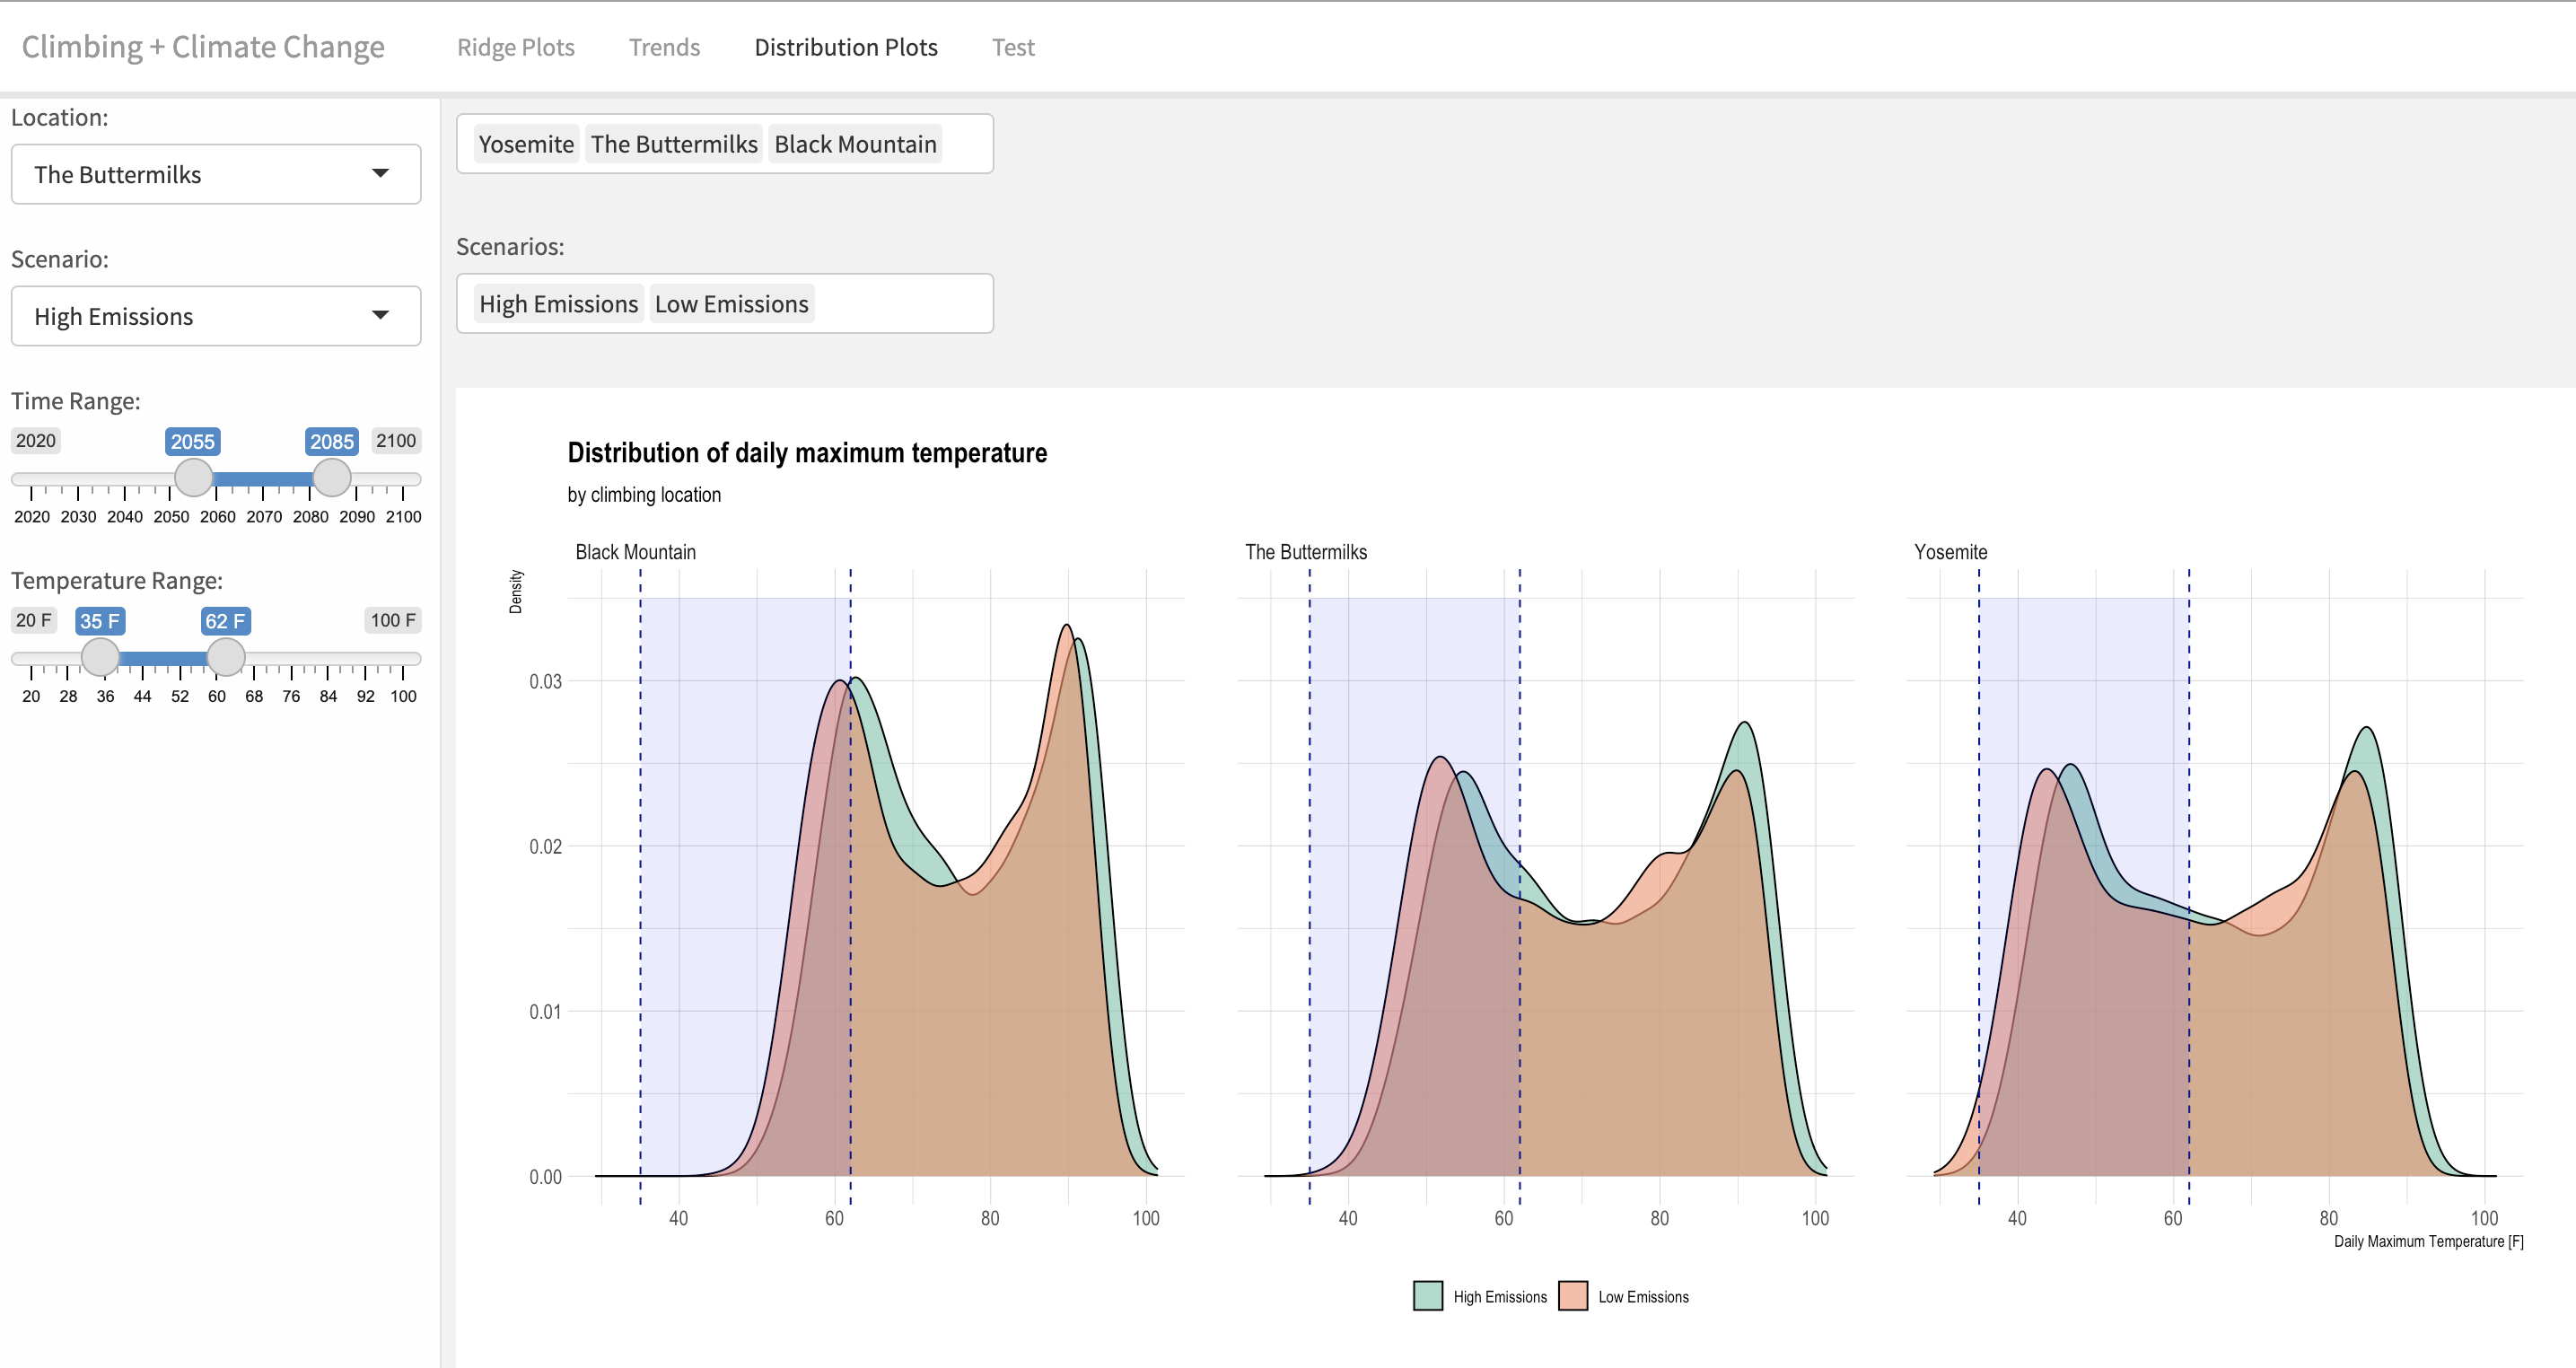 Climbing + Climate Change Ridge Plots Trends Distribution Plots Test
Location:
The Buttermilks
Scenario:
High Emissions
Time Range:
2020 2055 2085 2100
2020 2030 2040 2050 2060 2070 2080 2090 2100
Temperature Range:
20 F 35 F 62 F 100 F
20 28 36 44 52 60 68 76 84 92 100
Yosemite The Buttermilks Black Mountain
Scenarios:
High Emissions Low Emissions
Distribution of daily maximum temperature
by climbing location
Black Mountain The Buttermilks Yosemite
Density
0.03
0.02
0.01
0.00
40 60 80 100 40 60 80 100 40 60 80 100
Daily Maximum Temperature [F]
High Emissions Low Emissions